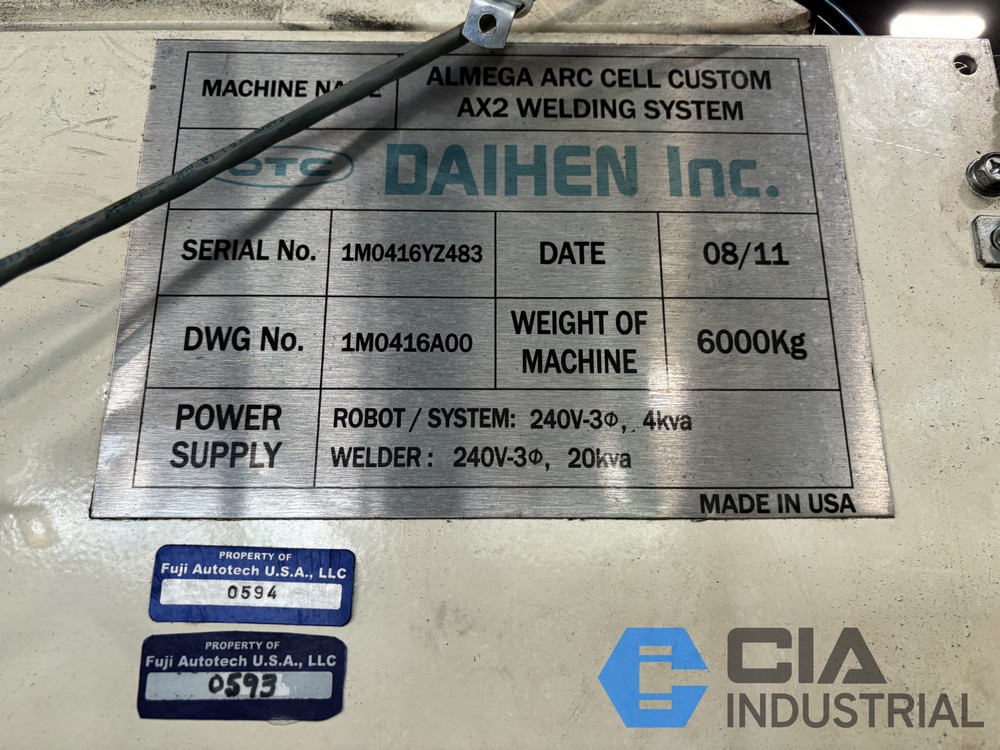 MACHINE NAME
ALMEGA ARC CELL CUSTOM
AX2 WELDING SYSTEM
OTC DAIHEN Inc.
SERIAL No. 1M0416YZ483 DATE 08/11
DWG No. 1M0416A00
WEIGHT OF
MACHINE
6000Kg
POWER
SUPPLY
ROBOT / SYSTEM: 240V-3Φ, 4kva
WELDER: 240V-3Φ, 20kva
MADE IN USA
PROPERTY OF
Fuji Autotech U.S.A., LLC
0594
PROPERTY OF
Fuji Autotech U.S.A., LLC
0593
CIA
INDUSTRIAL